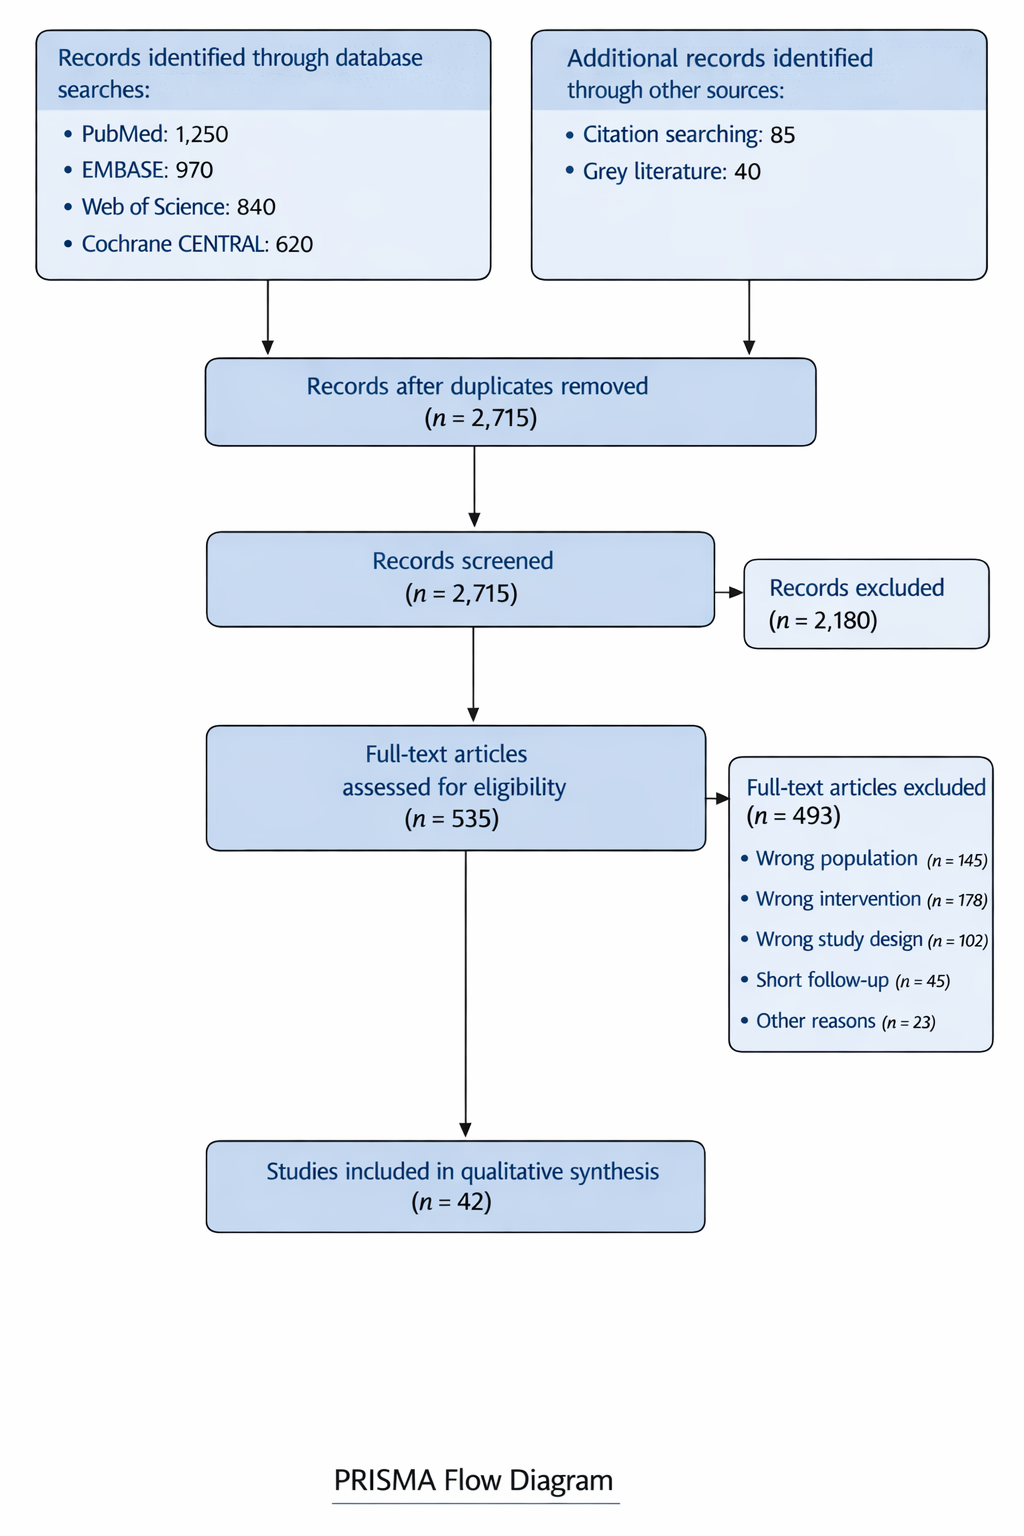 Records identified through database
searches:
• PubMed: 1,250
• EMBASE: 970
• Web of Science: 840
• Cochrane CENTRAL: 620
Additional records identified
through other sources:
• Citation searching: 85
• Grey literature: 40
Records after duplicates removed
(n = 2,715)
Records screened
(n = 2,715)
Records excluded
(n = 2,180)
Full-text articles
assessed for eligibility
(n = 535)
Full-text articles excluded
(n = 493)
• Wrong population (n = 145)
• Wrong intervention (n = 178)
• Wrong study design (n = 102)
• Short follow-up (n = 45)
• Other reasons (n = 23)
Studies included in qualitative synthesis
(n = 42)
PRISMA Flow Diagram